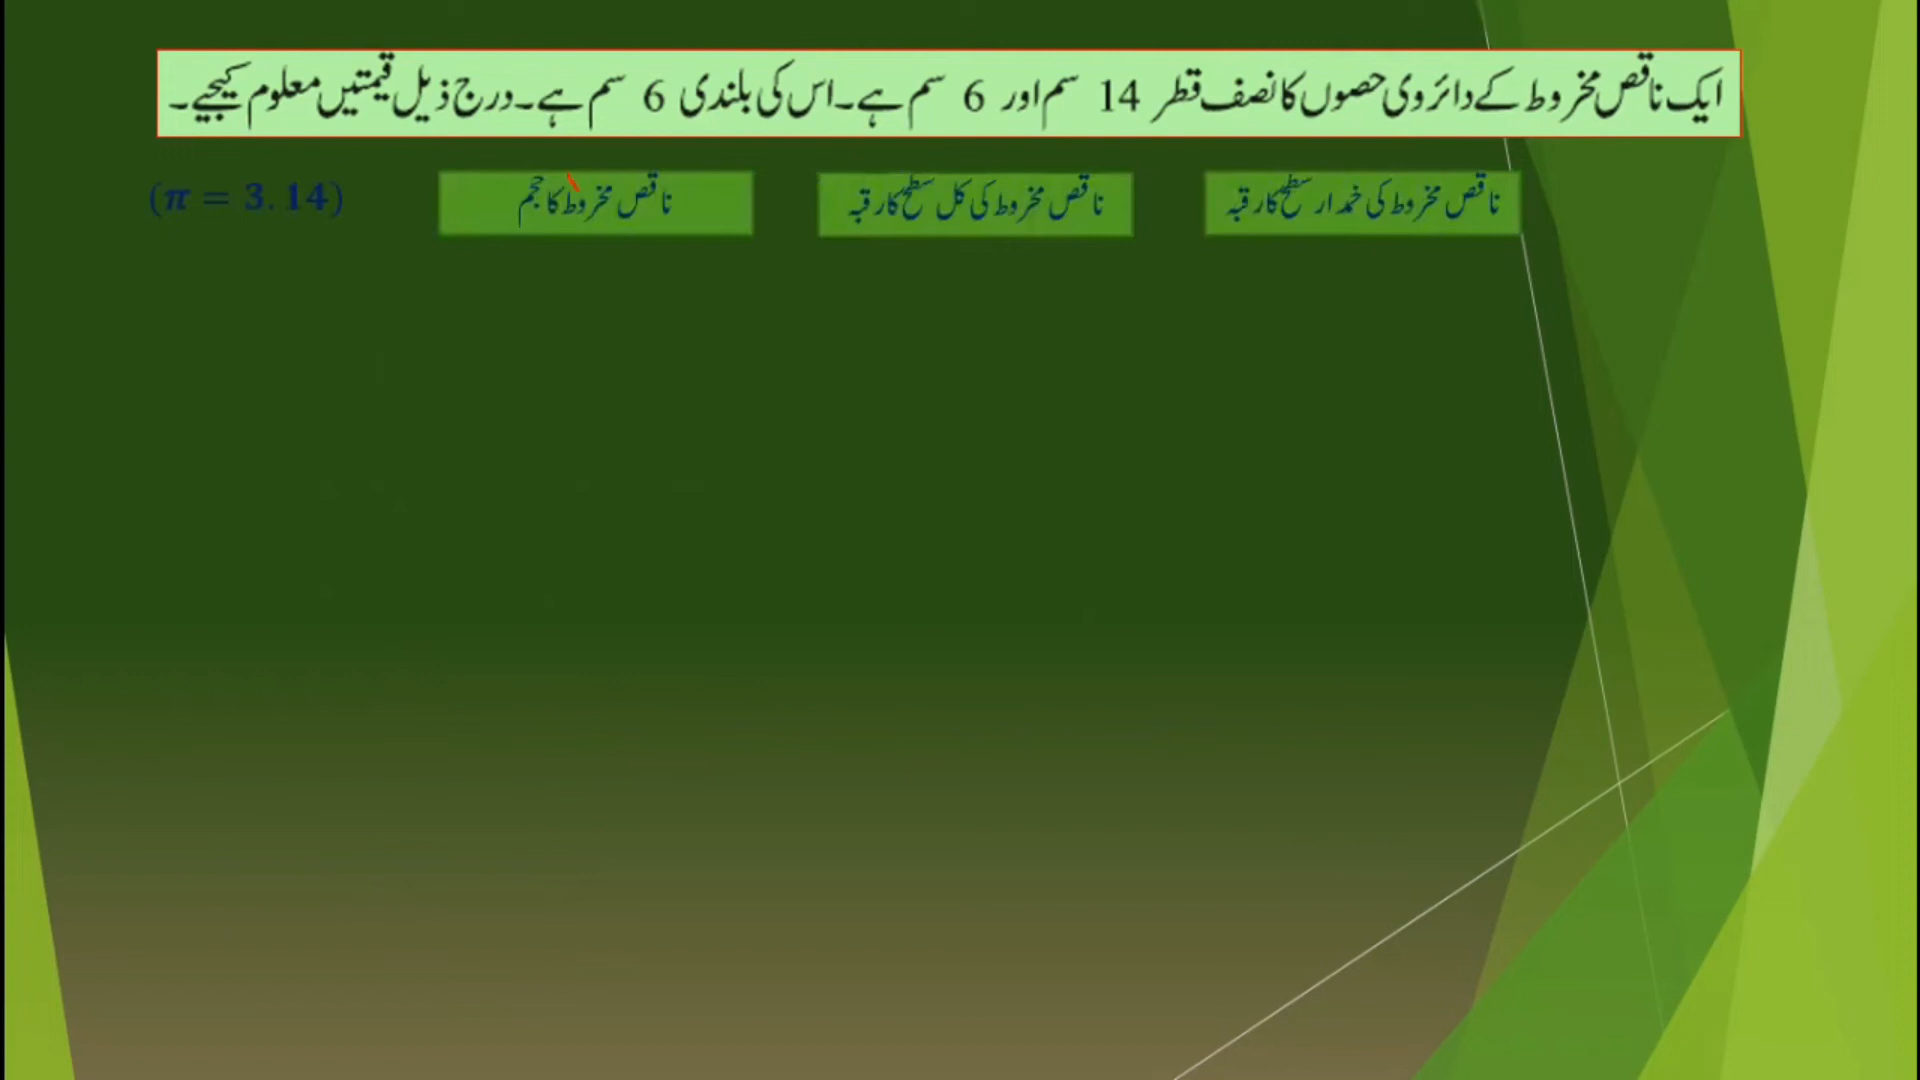 ایک ناقص مخروط کے دائروی حصوں کا نصف قطر 14 سم اور 6 سم ہے۔ اس کی بلندی 6 سم ہے۔ درج ذیل قیمتیں معلوم کیجیے۔
ناقص مخروط کی خمدار سطح کا رقبہ
ناقص مخروط کی کل سطح کا رقبہ
ناقص مخروط کا حجم
(π = 3.14)